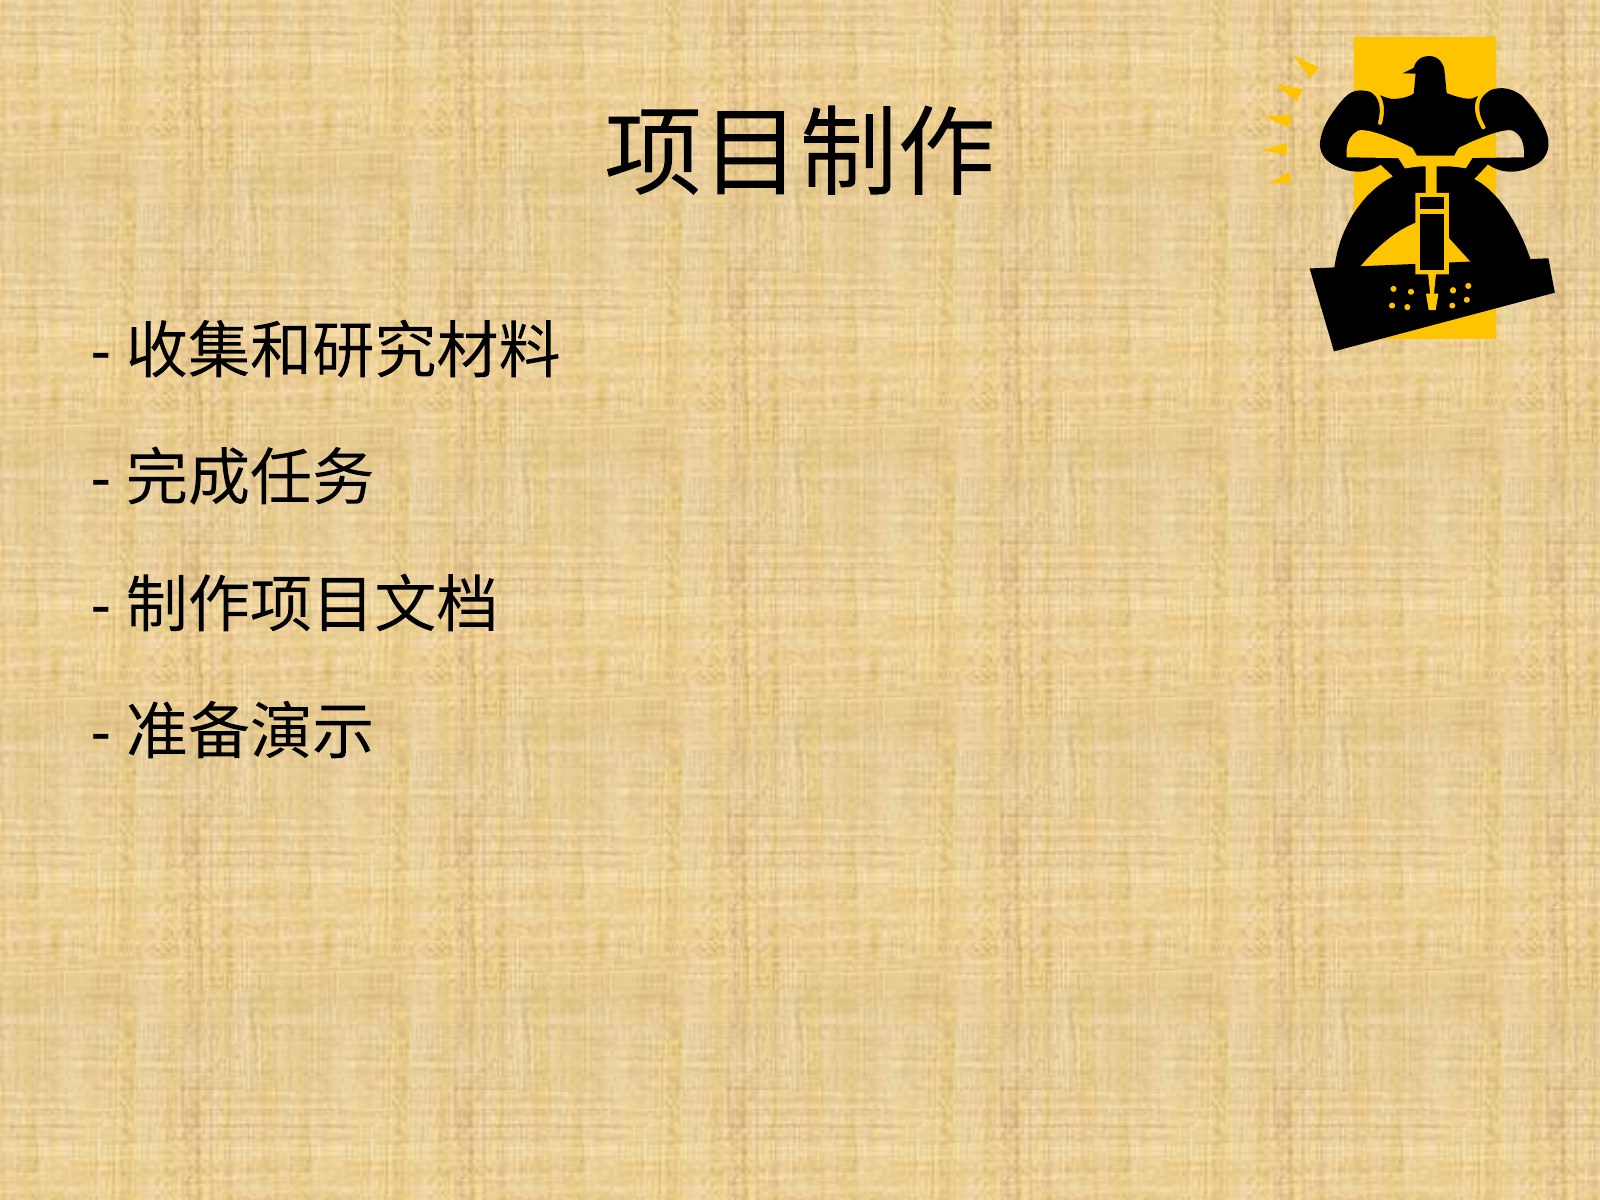 项目制作
- 收集和研究材料
- 完成任务
- 制作项目文档
- 准备演示